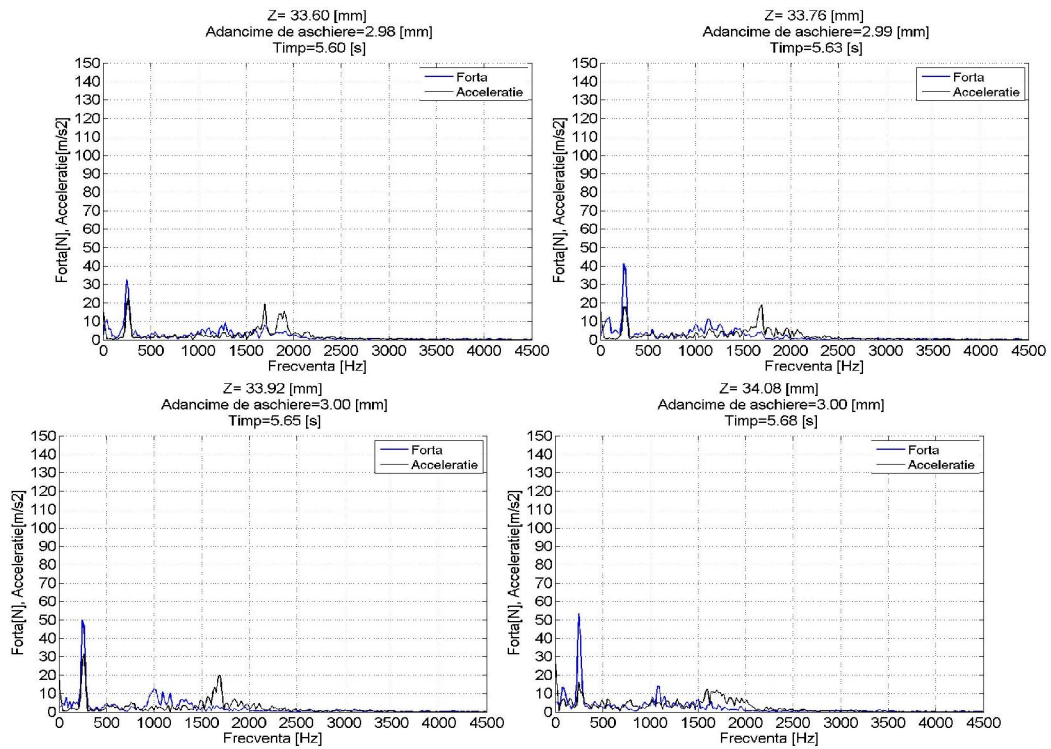 Z= 33.60 [mm]
Adancime de aschiere=2.98 [mm]
Timp=5.60 [s]
150
140
130
120
110
100
90
80
70
60
50
40
30
20
10
0
Forta[N], Acceleratie[m/s2]
Forta
Acceleratie
0 500 1000 1500 2000 2500 3000 3500 4000 4500
Frecventa [Hz]
Z= 33.76 [mm]
Adancime de aschiere=2.99 [mm]
Timp=5.63 [s]
150
140
130
120
110
100
90
80
70
60
50
40
30
20
10
0
Forta[N], Acceleratie[m/s2]
Forta
Acceleratie
0 500 1000 1500 2000 2500 3000 3500 4000 4500
Frecventa [Hz]
Z= 33.92 [mm]
Adancime de aschiere=3.00 [mm]
Timp=5.65 [s]
150
140
130
120
110
100
90
80
70
60
50
40
30
20
10
0
Forta[N], Acceleratie[m/s2]
Forta
Acceleratie
0 500 1000 1500 2000 2500 3000 3500 4000 4500
Frecventa [Hz]
Z= 34.08 [mm]
Adancime de aschiere=3.00 [mm]
Timp=5.68 [s]
150
140
130
120
110
100
90
80
70
60
50
40
30
20
10
0
Forta[N], Acceleratie[m/s2]
Forta
Acceleratie
0 500 1000 1500 2000 2500 3000 3500 4000 4500
Frecventa [Hz]